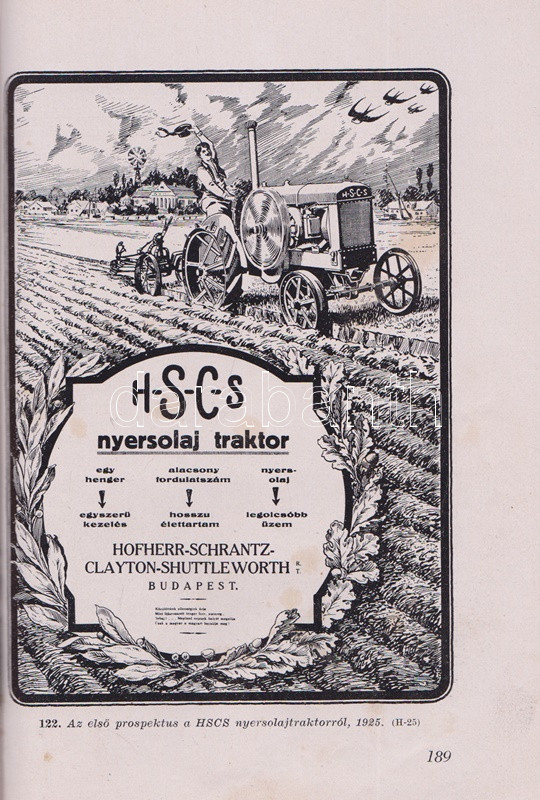 H-S-C-S
H-S-C-S
nyersolaj traktor
egy
henger
alacsony
fordulatszám
nyers-
olaj
egyszerű
kezelés
hosszu
élettartam
legolcsóbb
üzem
HOFHERR-SCHRANTZ-
CLAYTON-SHUTTLEWORTH R.T.
BUDAPEST.
darabanth
122. Az első prospektus a HSCS nyersolajtraktorról, 1925. (H-25)
189